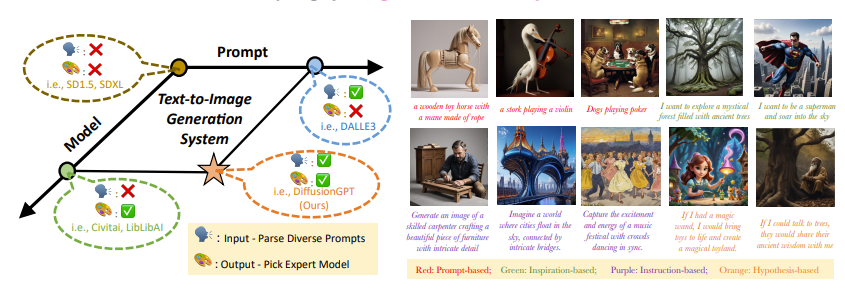 Prompt
Model
Text-to-Image
Generation
System
i.e., SD1.5, SDXL
i.e., DALLE3
i.e., Civitai, LibLibAI
i.e., DiffusionGPT
(Ours)
: Input - Parse Diverse Prompts
: Output - Pick Expert Model
a wooden toy horse with
a mane made of rope
a stork playing a violin
Dogs playing poker
I want to explore a mystical
forest filled with ancient trees
I want to be a superman
and soar into the sky
Generate an image of a
skilled carpenter crafting a
beautiful piece of furniture
with intricate detail
Imagine a world
where cities float in
the sky, connected by
intricate bridges.
Capture the excitement
and energy of a music
festival with crowds
dancing in sync.
If I had a magic
wand, I would bring
toys to life and create
a magical toyland.
If I could talk to trees,
they would share their
ancient wisdom with me
Red: Prompt-based; Green: Inspiration-based; Purple: Instruction-based; Orange: Hypothesis-based